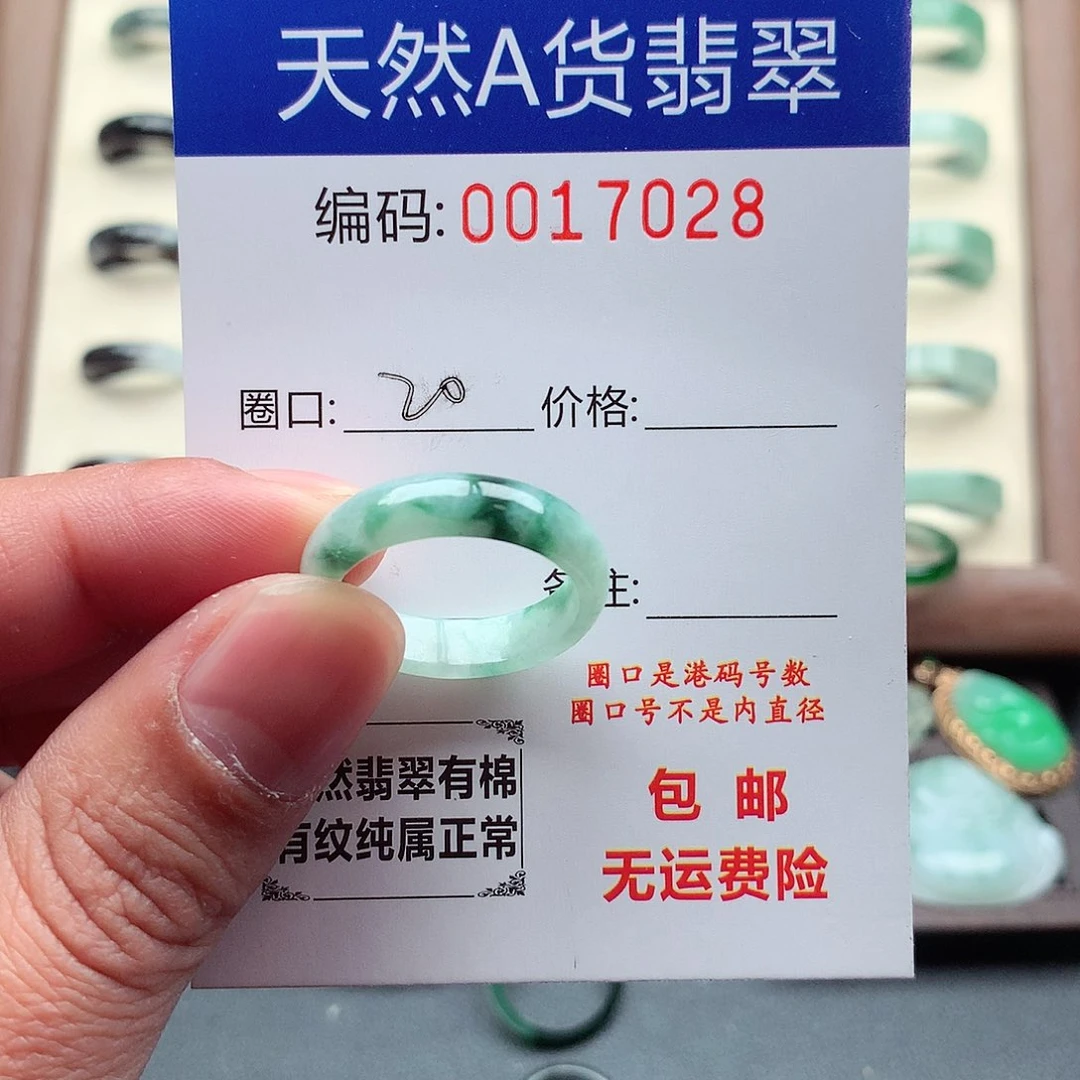 天然A货翡翠
编码: 0017028
圈口: 20 价格:
备注:
圈口是港码号数
圈口号不是内直径
然翡翠有棉
有纹纯属正常
包 邮
无运费险